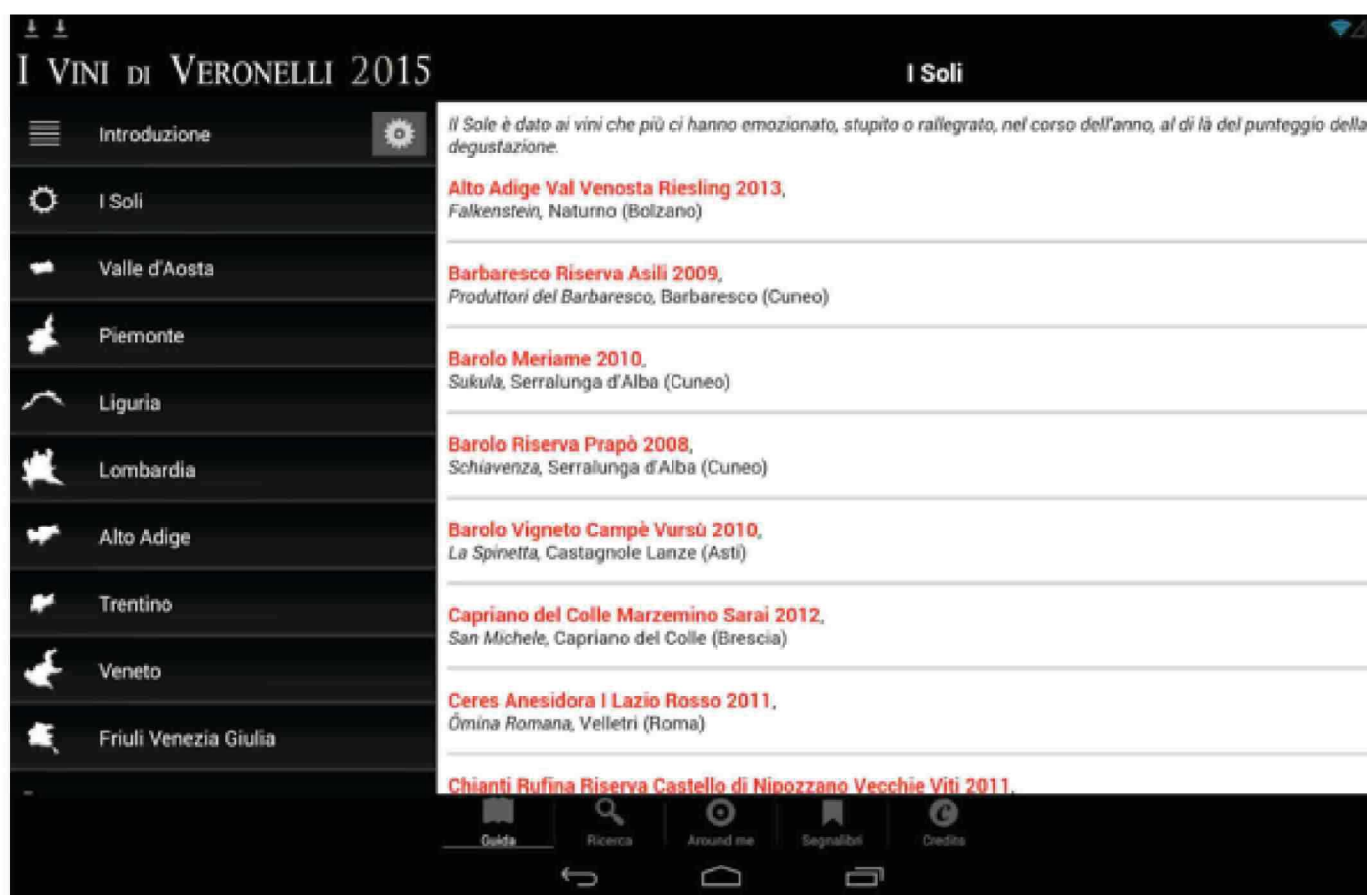 I VINI DI VERONELLI 2015
I Soli
Introduzione
I Soli
Valle d'Aosta
Piemonte
Liguria
Lombardia
Alto Adige
Trentino
Veneto
Friuli Venezia Giulia
Il Sole è dato ai vini che più ci hanno emozionato, stupito o rallegrato, nel corso dell'anno, al di là del punteggio della
degustazione.
Alto Adige Val Venosta Riesling 2013,
Falkenstein, Naturno (Bolzano)
Barbaresco Riserva Asili 2009,
Produttori del Barbaresco, Barbaresco (Cuneo)
Barolo Meriame 2010,
Sukula, Serralunga d'Alba (Cuneo)
Barolo Riserva Prapò 2008,
Schiavenza, Serralunga d'Alba (Cuneo)
Barolo Vigneto Campè Vursù 2010,
La Spinetta, Castagnole Lanze (Asti)
Capriano del Colle Marzemino Sarai 2012,
San Michele, Capriano del Colle (Brescia)
Ceres Anesidora I Lazio Rosso 2011,
Ômina Romana, Velletri (Roma)
Chianti Rufina Riserva Castello di Nipozzano Vecchie Viti 2011,
Guida
Ricerca
Around me
Segnalibri
Credits